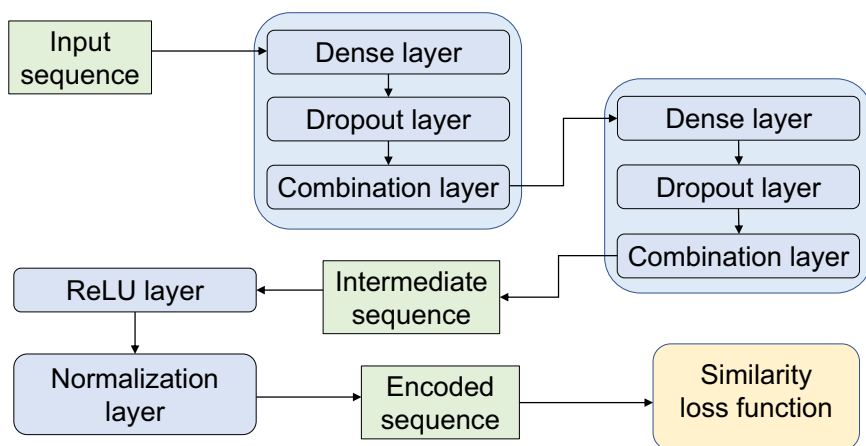 Input
sequence
Dense layer
Dropout layer
Combination layer
Dense layer
Dropout layer
Combination layer
Intermediate
sequence
ReLU layer
Normalization
layer
Encoded
sequence
Similarity
loss function